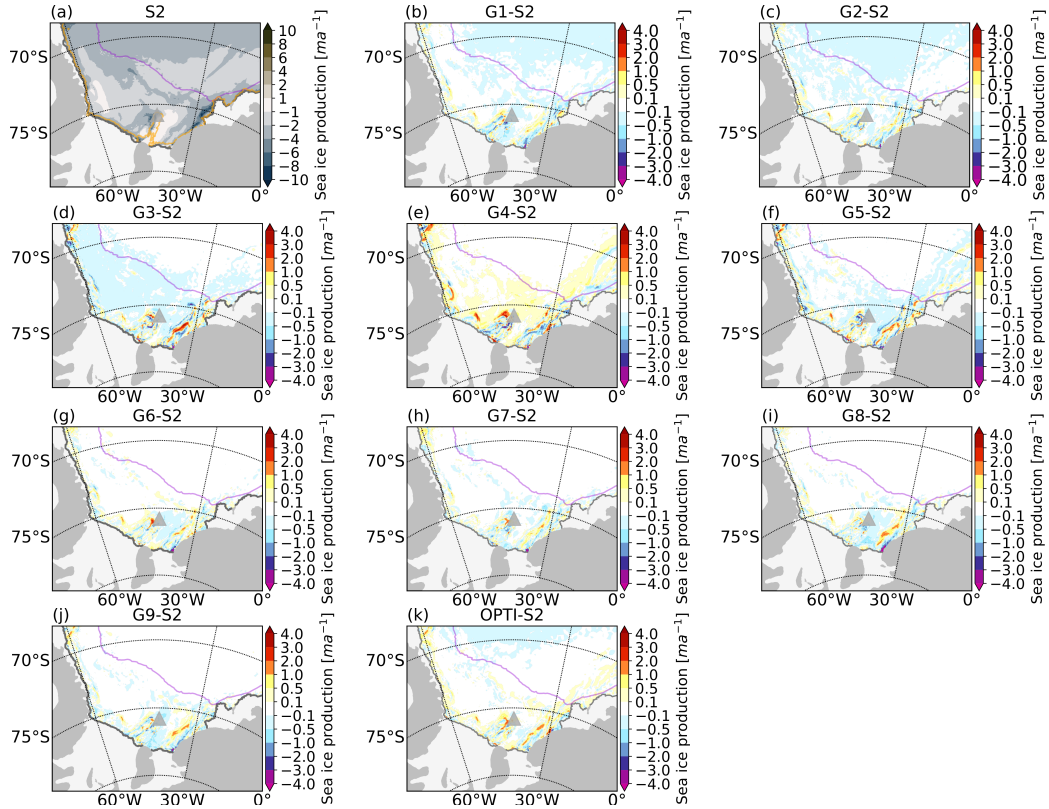 (a) S2
70°S
75°S
60°W 30°W 0°
10
6
4
2
1
−1
−2
−4
−6
−10
Sea ice production [ma⁻¹]
(b) G1-S2
60°W 30°W 0°
4.0
3.0
2.0
1.0
0.5
0.1
−0.1
−0.5
−1.0
−2.0
−3.0
−4.0
Sea ice production [ma⁻¹]
(c) G2-S2
60°W 30°W 0°
4.0
3.0
2.0
1.0
0.5
0.1
−0.1
−0.5
−1.0
−2.0
−3.0
−4.0
Sea ice production [ma⁻¹]
(d) G3-S2
70°S
75°S
60°W 30°W 0°
4.0
3.0
2.0
1.0
0.5
0.1
−0.1
−0.5
−1.0
−2.0
−3.0
−4.0
Sea ice production [ma⁻¹]
(e) G4-S2
60°W 30°W 0°
4.0
3.0
2.0
1.0
0.5
0.1
−0.1
−0.5
−1.0
−2.0
−3.0
−4.0
Sea ice production [ma⁻¹]
(f) G5-S2
70°S
75°S
60°W 30°W 0°
4.0
3.0
2.0
1.0
0.5
0.1
−0.1
−0.5
−1.0
−2.0
−3.0
−4.0
Sea ice production [ma⁻¹]
(g) G6-S2
70°S
75°S
60°W 30°W 0°
4.0
3.0
2.0
1.0
0.5
0.1
−0.1
−0.5
−1.0
−2.0
−3.0
−4.0
Sea ice production [ma⁻¹]
(h) G7-S2
70°S
75°S
60°W 30°W 0°
4.0
3.0
2.0
1.0
0.5
0.1
−0.1
−0.5
−1.0
−2.0
−3.0
−4.0
Sea ice production [ma⁻¹]
(i) G8-S2
70°S
75°S
60°W 30°W 0°
4.0
3.0
2.0
1.0
0.5
0.1
−0.1
−0.5
−1.0
−2.0
−3.0
−4.0
Sea ice production [ma⁻¹]
(j) G9-S2
70°S
75°S
60°W 30°W 0°
4.0
3.0
2.0
1.0
0.5
0.1
−0.1
−0.5
−1.0
−2.0
−3.0
−4.0
Sea ice production [ma⁻¹]
(k) OPTI-S2
70°S
75°S
60°W 30°W 0°
4.0
3.0
2.0
1.0
0.5
0.1
−0.1
−0.5
−1.0
−2.0
−3.0
−4.0
Sea ice production [ma⁻¹]